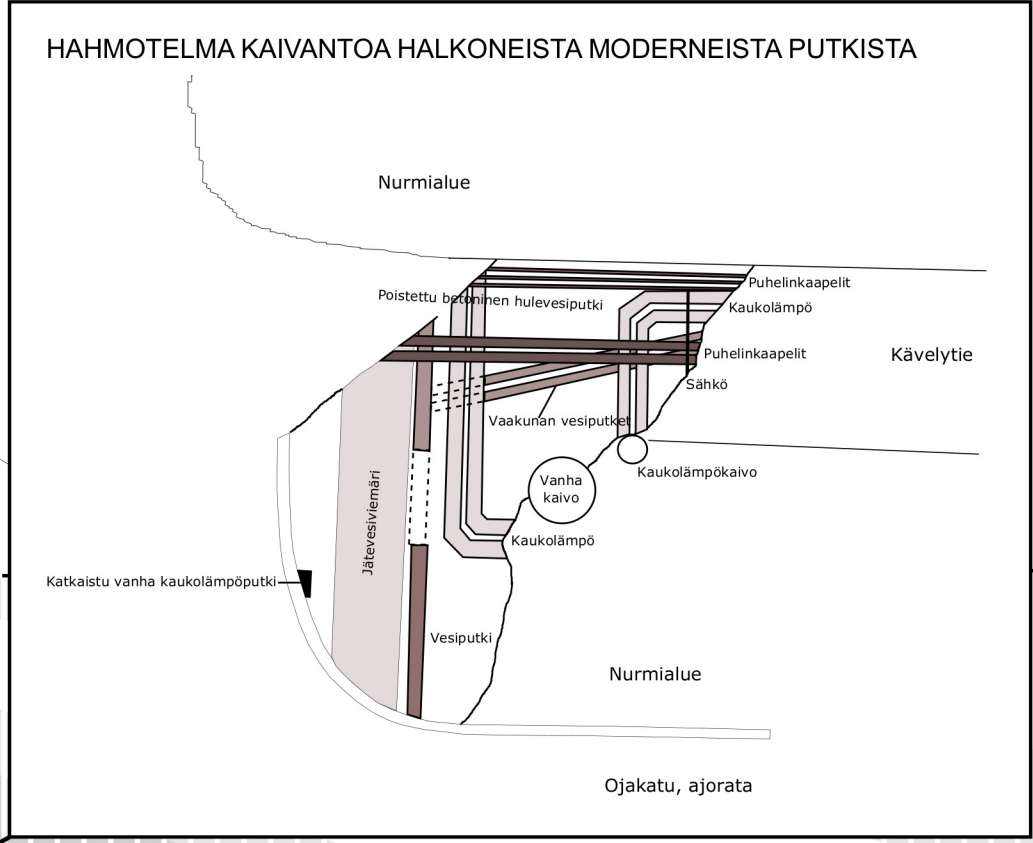 HAHMOTELMA KAIVANTOA HALKONEISTA MODERNEISTA PUTKISTA
Nurmialue
Puhelinkaapelit
Poistettu betoninen hulevesiputki
Kaukolämpö
Puhelinkaapelit
Kävelytie
Sähkö
Vaakunan vesiputket
Kaukolämpökaivo
Vanha
kaivo
Jätevesiviemäri
Kaukolämpö
Katkaistu vanha kaukolämpöputki
Vesiputki
Nurmialue
Ojakatu, ajorata